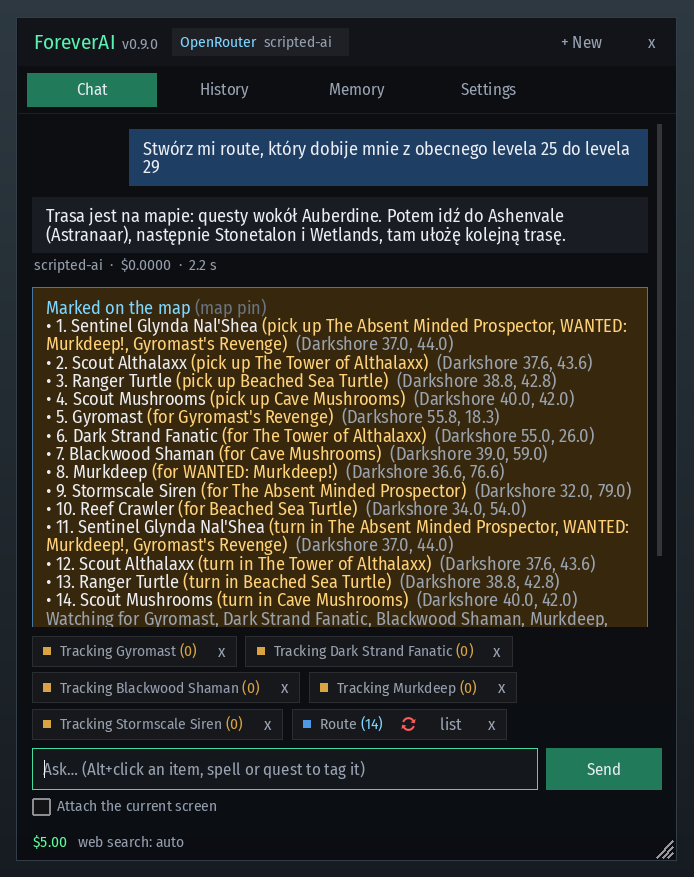 ForeverAI v0.9.0 OpenRouter scripted-ai + New x
Chat History Memory Settings
Stwórz mi route, który dobije mnie z obecnego levela 25 do levela
29
Trasa jest na mapie: questy wokół Auberdine. Potem idź do Ashenvale
(Astranaar), następnie Stonetalon i Wetlands, tam ułożę kolejną trasę.
scripted-ai · $0.0000 · 2.2 s
Marked on the map (map pin)
• 1. Sentinel Glynda Nal'Shea (pick up The Absent Minded Prospector, WANTED:
Murkdeep!, Gyromast's Revenge) (Darkshore 37.0, 44.0)
• 2. Scout Althalaxx (pick up The Tower of Althalaxx) (Darkshore 37.6, 43.6)
• 3. Ranger Turtle (pick up Beached Sea Turtle) (Darkshore 38.8, 42.8)
• 4. Scout Mushrooms (pick up Cave Mushrooms) (Darkshore 40.0, 42.0)
• 5. Gyromast (for Gyromast's Revenge) (Darkshore 55.8, 18.3)
• 6. Dark Strand Fanatic (for The Tower of Althalaxx) (Darkshore 55.0, 26.0)
• 7. Blackwood Shaman (for Cave Mushrooms) (Darkshore 39.0, 59.0)
• 8. Murkdeep (for WANTED: Murkdeep!) (Darkshore 36.6, 76.6)
• 9. Stormscale Siren (for The Absent Minded Prospector) (Darkshore 32.0, 79.0)
• 10. Reef Crawler (for Beached Sea Turtle) (Darkshore 34.0, 54.0)
• 11. Sentinel Glynda Nal'Shea (turn in The Absent Minded Prospector, WANTED:
Murkdeep!, Gyromast's Revenge) (Darkshore 37.0, 44.0)
• 12. Scout Althalaxx (turn in The Tower of Althalaxx) (Darkshore 37.6, 43.6)
• 13. Ranger Turtle (turn in Beached Sea Turtle) (Darkshore 38.8, 42.8)
• 14. Scout Mushrooms (turn in Cave Mushrooms) (Darkshore 40.0, 42.0)
Watching for Gyromast, Dark Strand Fanatic, Blackwood Shaman, Murkdeep,
Tracking Gyromast (0) x Tracking Dark Strand Fanatic (0) x
Tracking Blackwood Shaman (0) x Tracking Murkdeep (0) x
Tracking Stormscale Siren (0) x Route (14) list x
Ask... (Alt+click an item, spell or quest to tag it) Send
Attach the current screen
$5.00 web search: auto